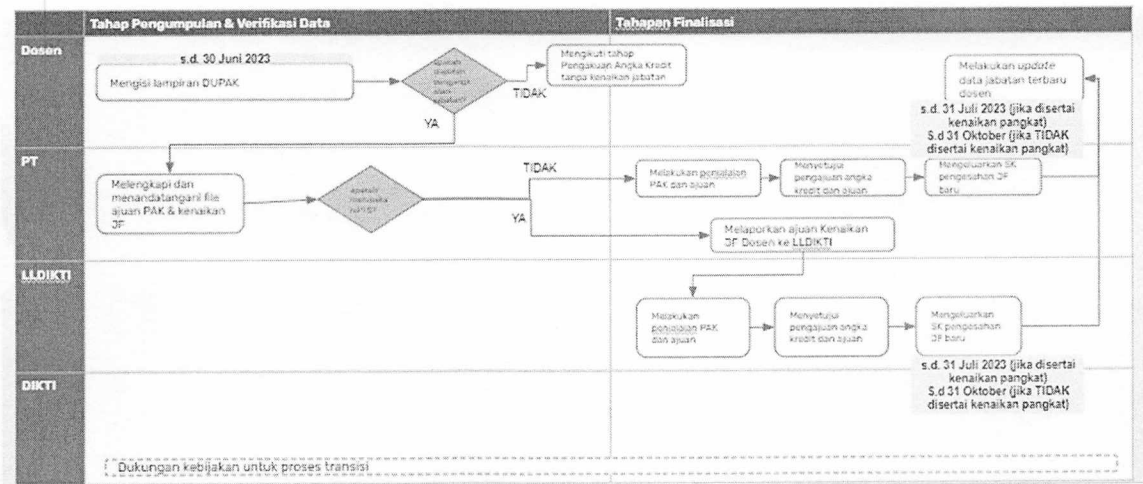 Tahap Pengumpulan & Verifikasi Data
Tahapan Finalisasi
Dosen
s.d. 30 Juni 2023
Mengisi lampiran DUPAK
TIDAK
YA
Mengikuti tahap
Pengakuan Angka Kredit
tanpa kenaikan jabatan
Melakukan update
data jabatan terbaru
dosen
s.d. 31 Juli 2023 (jika disertai
kenaikan pangkat)
S.d 31 Oktober (jika TIDAK
disertai kenaikan pangkat)
PT
Melengkapi dan
menandatangani file
ajuan PAK & kenaikan
JF
TIDAK
YA
Melakukan penilaian
PAK dan ajuan
Menyetujui
pengajuan angka
kredit dan ajuan
Mengeluarkan SK
pengesahan JF
baru
Melaporkan ajuan Kenaikan
JF Dosen ke LLDIKTI
LLDIKTI
Melakukan
penilaian PAK
dan ajuan
Menyetujui
pengajuan angka
kredit dan ajuan
Mengeluarkan
SK pengesahan
JF baru
s.d. 31 Juli 2023 (jika disertai
kenaikan pangkat)
S.d 31 Oktober (jika TIDAK
disertai kenaikan pangkat)
DIKTI
Dukungan kebijakan untuk proses transisi